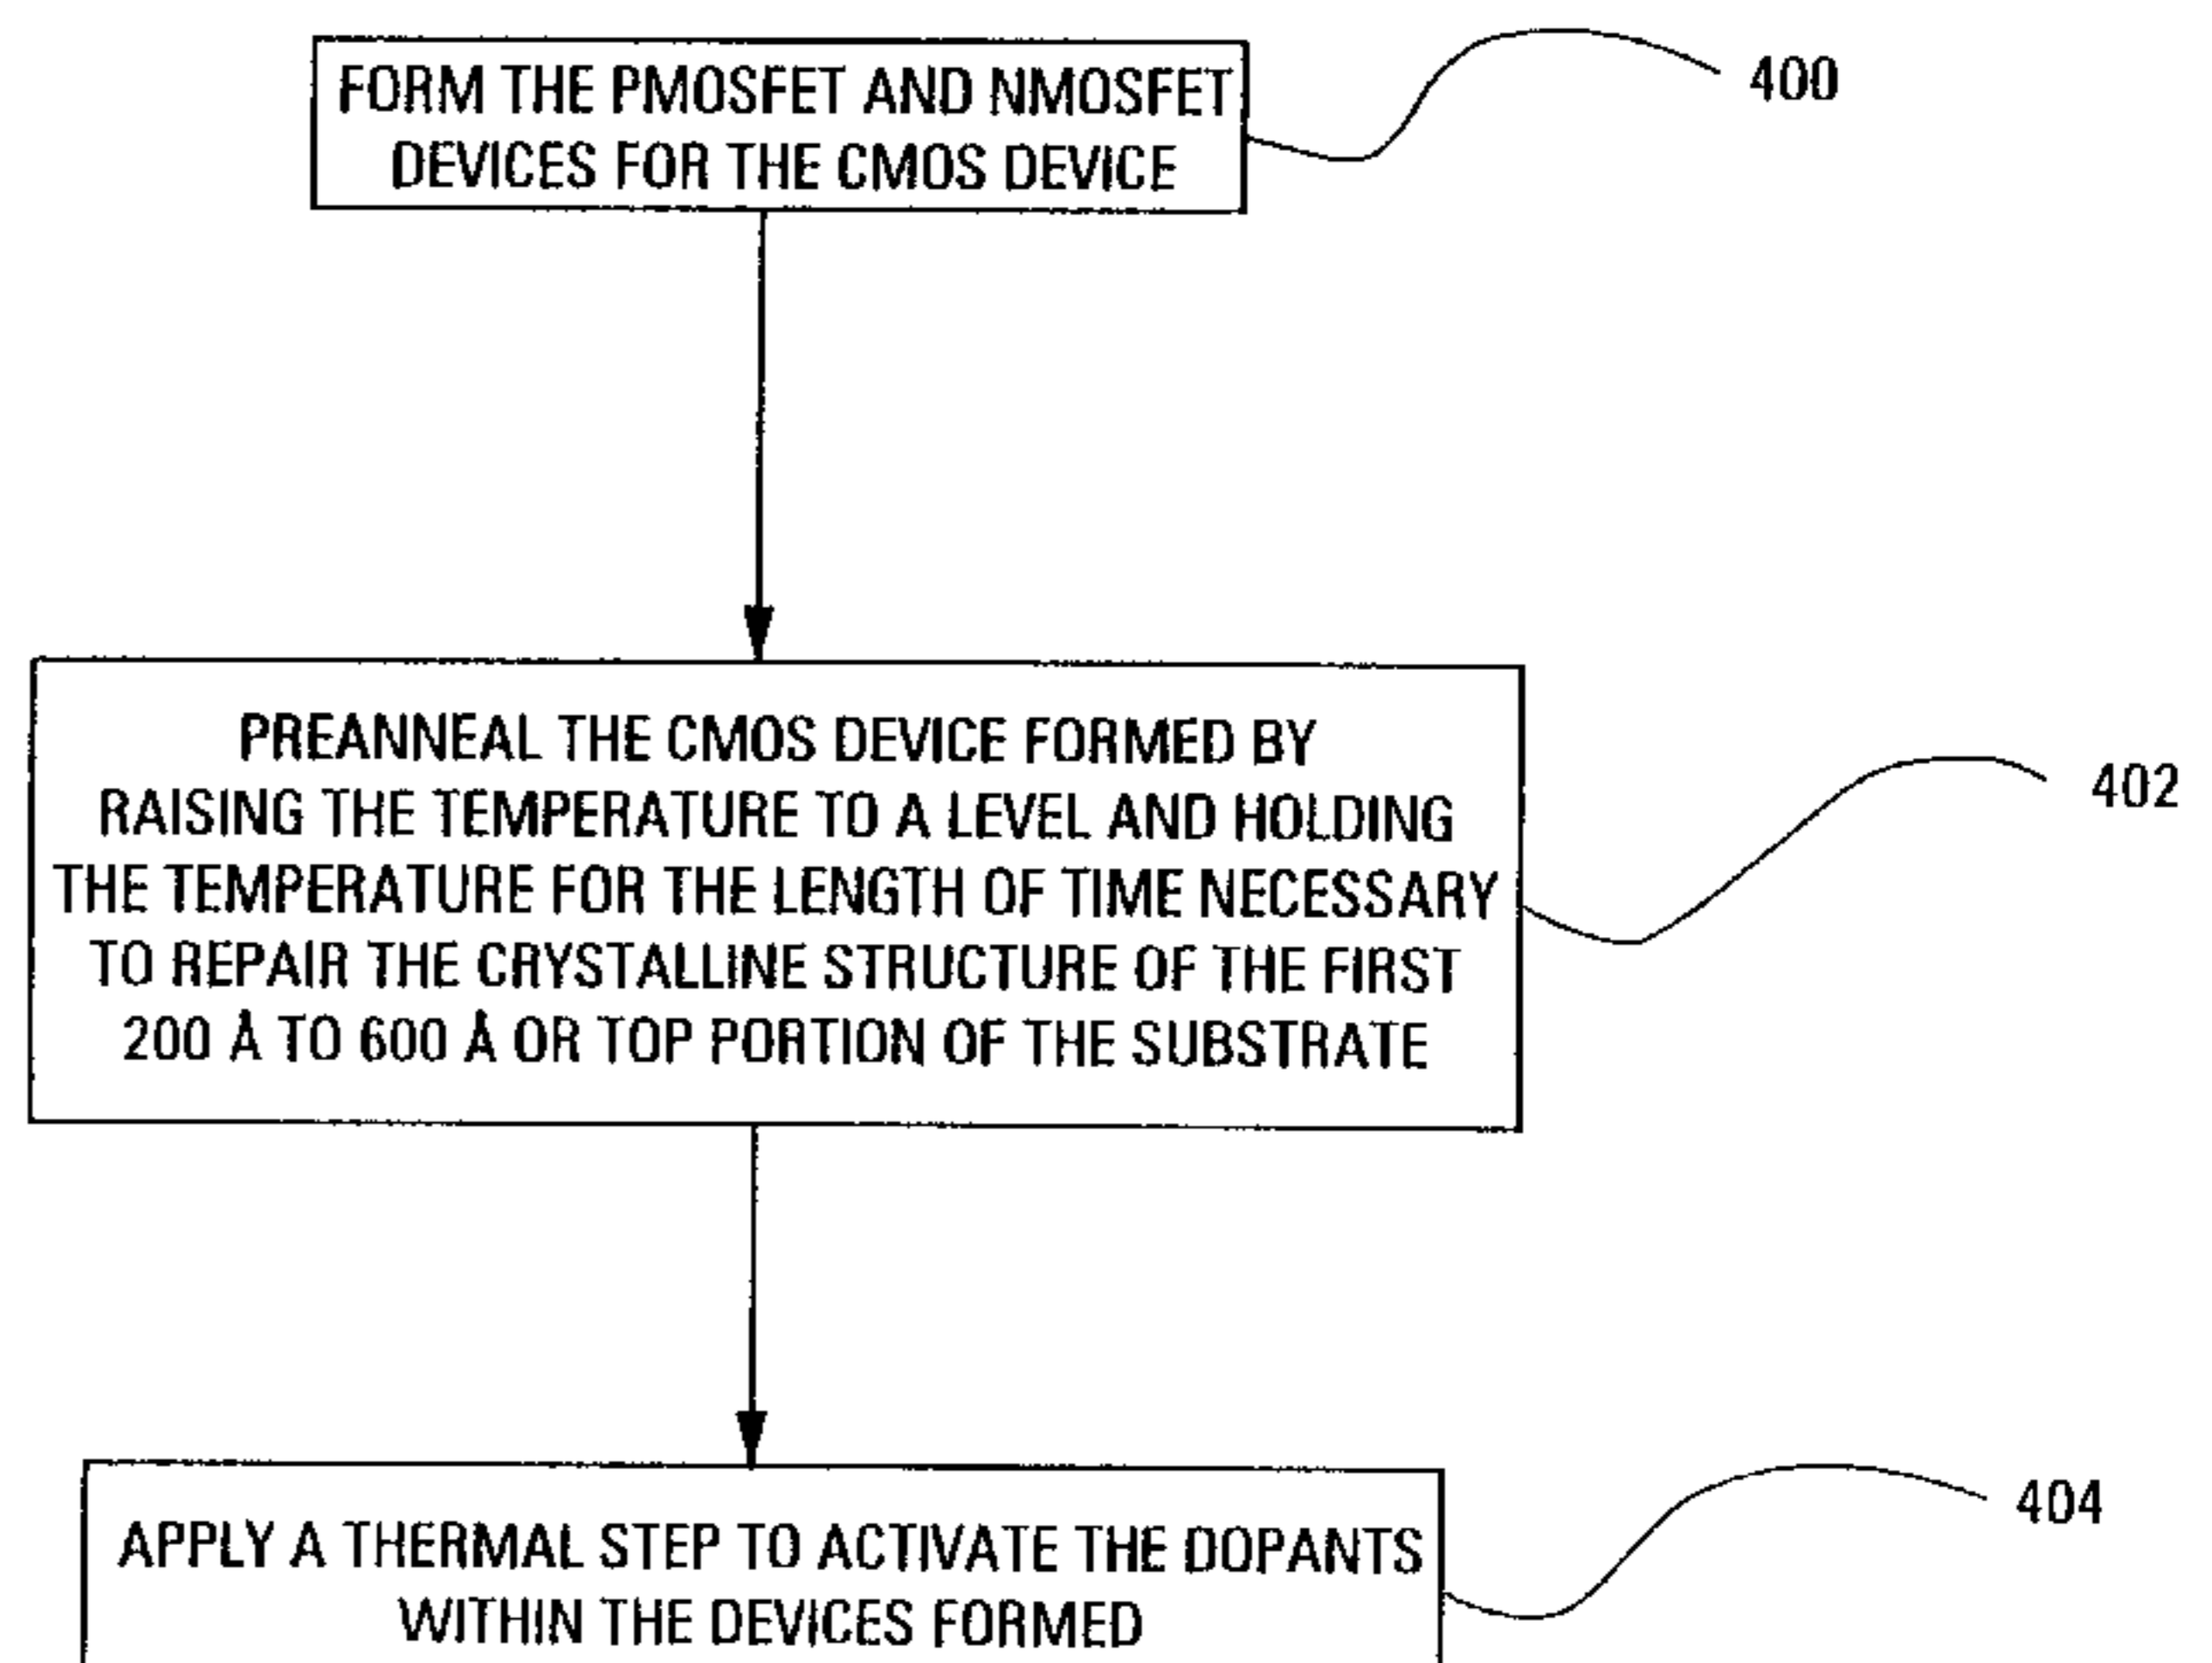 FORM THE PMOSFET AND NMOSFET
DEVICES FOR THE CMOS DEVICE
400
PREANNEAL THE CMOS DEVICE FORMED BY
RAISING THE TEMPERATURE TO A LEVEL AND HOLDING
THE TEMPERATURE FOR THE LENGTH OF TIME NECESSARY
TO REPAIR THE CRYSTALLINE STRUCTURE OF THE FIRST
200 Å TO 600 Å OR TOP PORTION OF THE SUBSTRATE
402
APPLY A THERMAL STEP TO ACTIVATE THE DOPANTS
WITHIN THE DEVICES FORMED
404